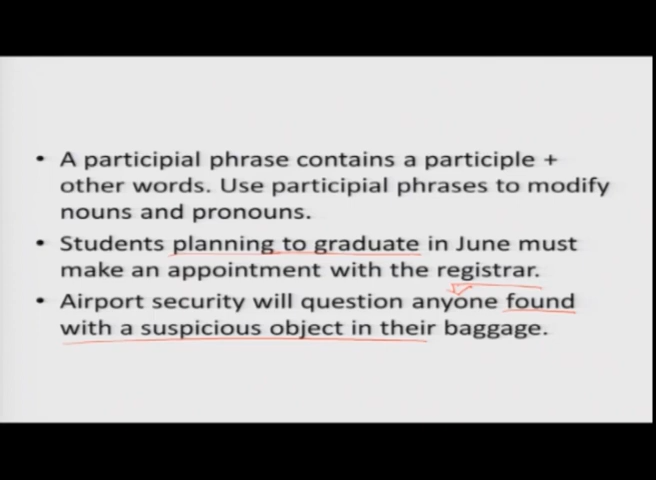 • A participial phrase contains a participle +
other words. Use participial phrases to modify
nouns and pronouns.
• Students planning to graduate in June must
make an appointment with the registrar.
• Airport security will question anyone found
with a suspicious object in their baggage.